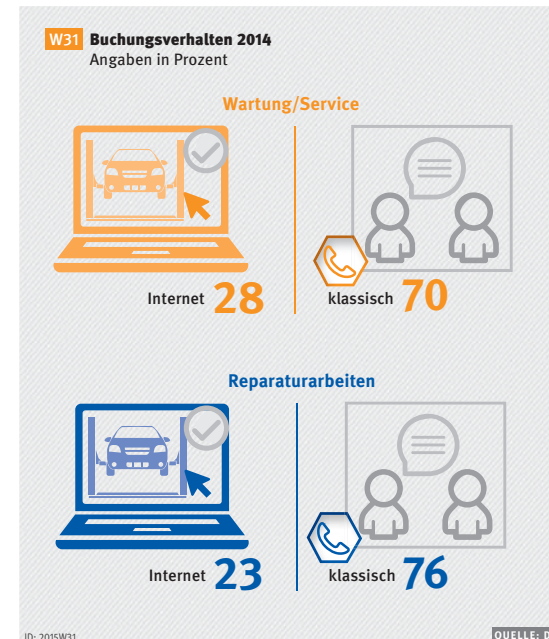 W31 Buchungsverhalten 2014
Angaben in Prozent
Wartung/Service
Internet 28
klassisch 70
Reparaturarbeiten
Internet 23
klassisch 76
ID: 2015W31
QUELLE: